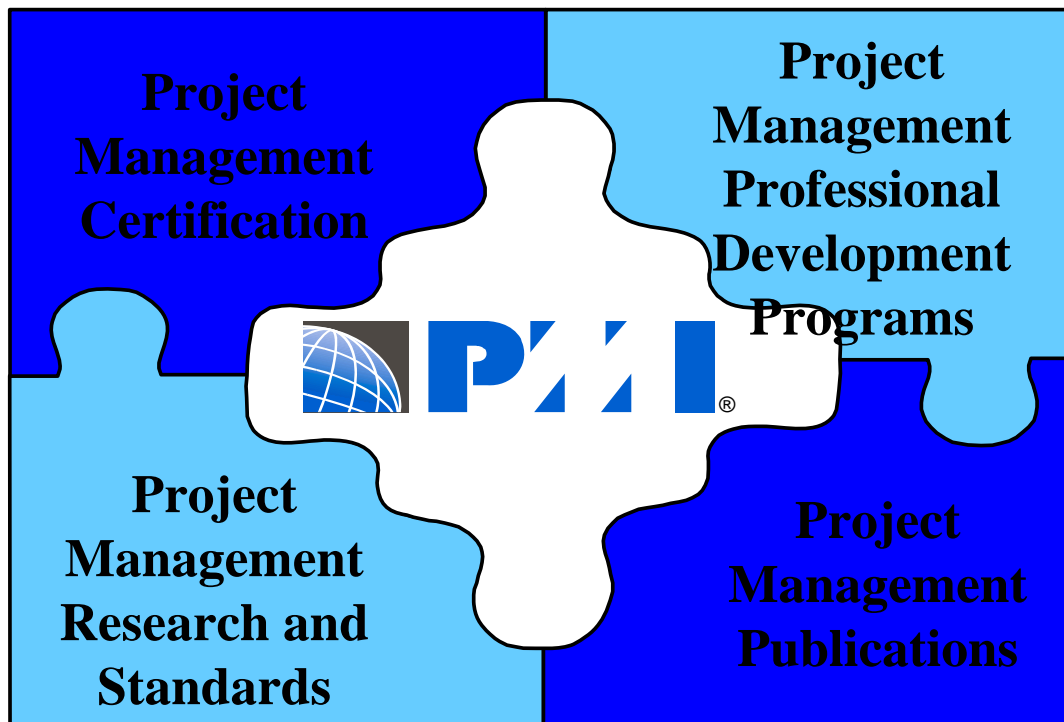 Project
Management
Certification
Project
Management
Professional
Development
Programs
PMI®
Project
Management
Research and
Standards
Project
Management
Publications